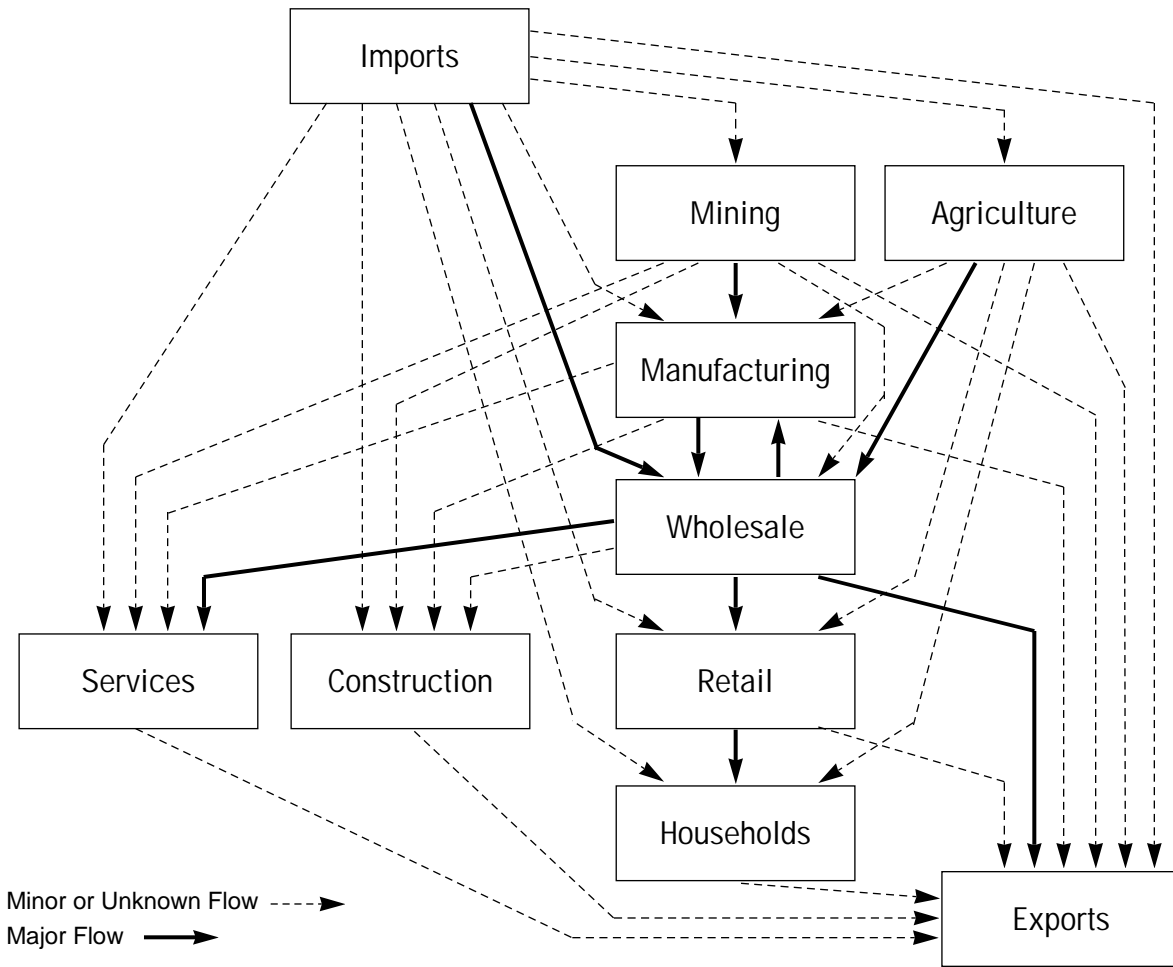 Imports
Mining
Agriculture
Manufacturing
Wholesale
Services
Construction
Retail
Households
Minor or Unknown Flow
Major Flow
Exports